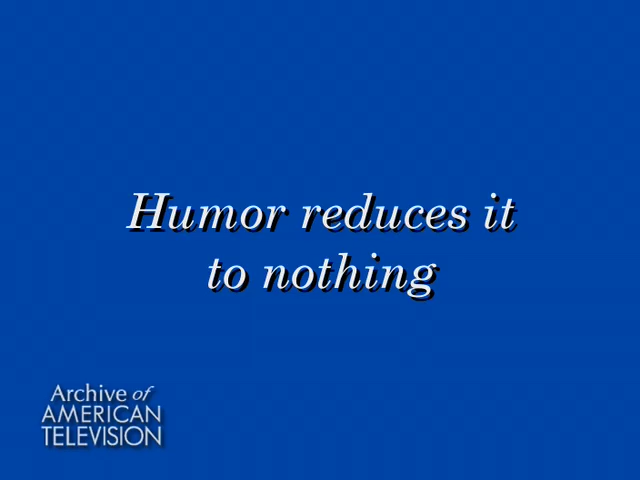 Humor reduces it
to nothing
Archive of
AMERICAN
TELEVISION